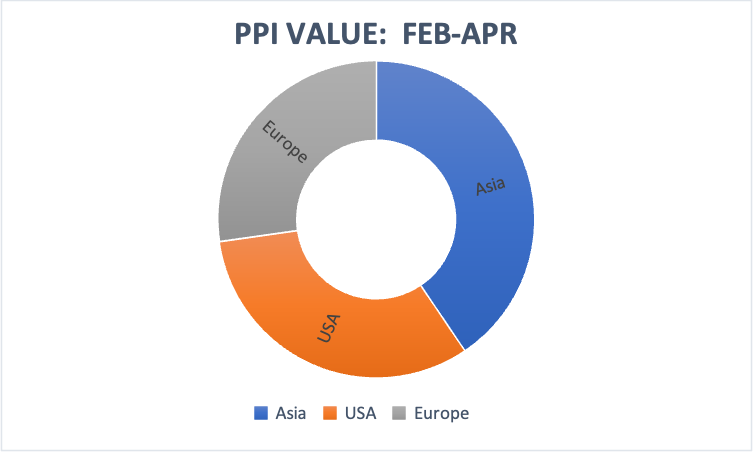 PPI VALUE:  FEB-APR
Europe
Asia
USA
Asia USA Europe